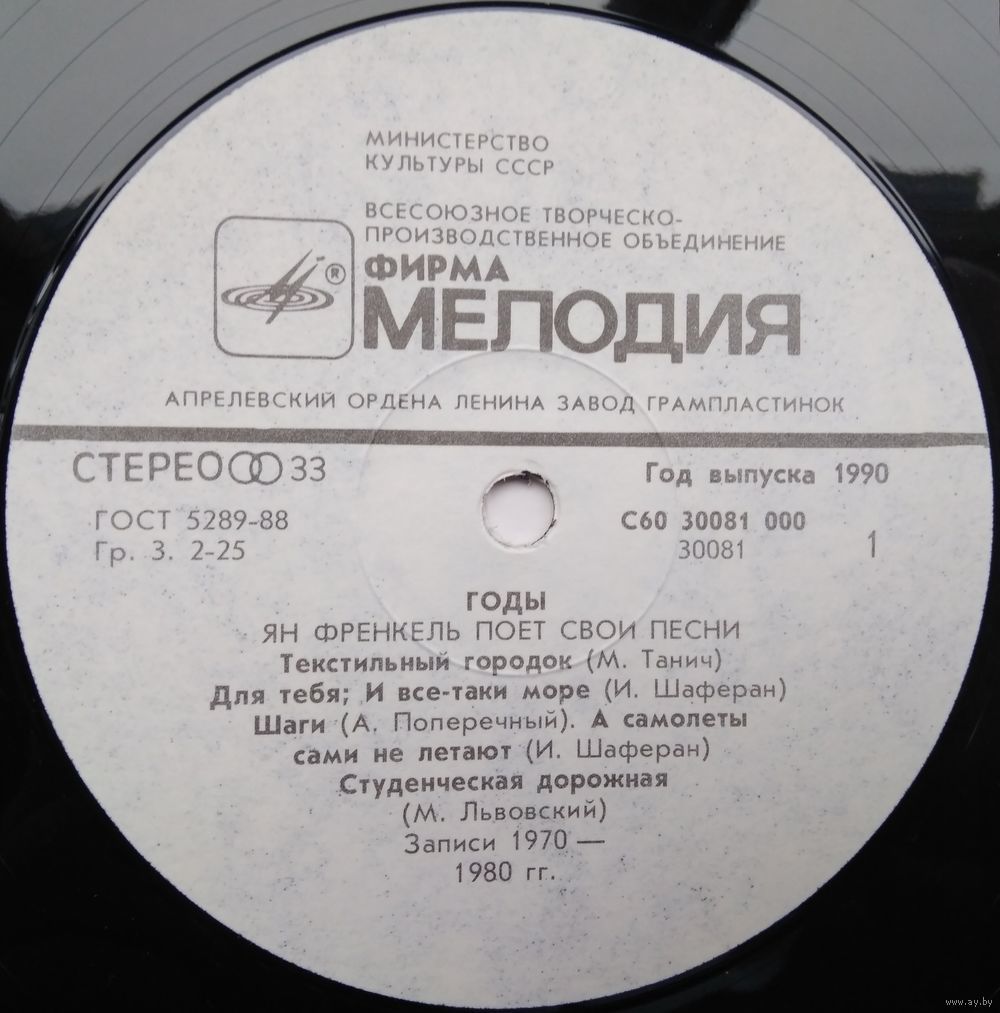 МИНИСТЕРСТВО
КУЛЬТУРЫ СССР
ВСЕСОЮЗНОЕ ТВОРЧЕСКО-
ПРОИЗВОДСТВЕННОЕ ОБЪЕДИНЕНИЕ
®
ФИРМА
МЕЛОДИЯ
АПРЕЛЕВСКИЙ ОРДЕНА ЛЕНИНА ЗАВОД ГРАМПЛАСТИНОК
СТЕРЕО 33
Год выпуска 1990
ГОСТ 5289-88
С60 30081 000
Гр. 3. 2-25
30081
1
ГОДЫ
ЯН ФРЕНКЕЛЬ ПОЕТ СВОИ ПЕСНИ
Текстильный городок (М. Танич)
Для тебя; И все-таки море (И. Шаферан)
Шаги (А. Поперечный). А самолеты
сами не летают (И. Шаферан)
Студенческая дорожная
(М. Львовский)
Записи 1970 —
1980 гг.
www.ay.by